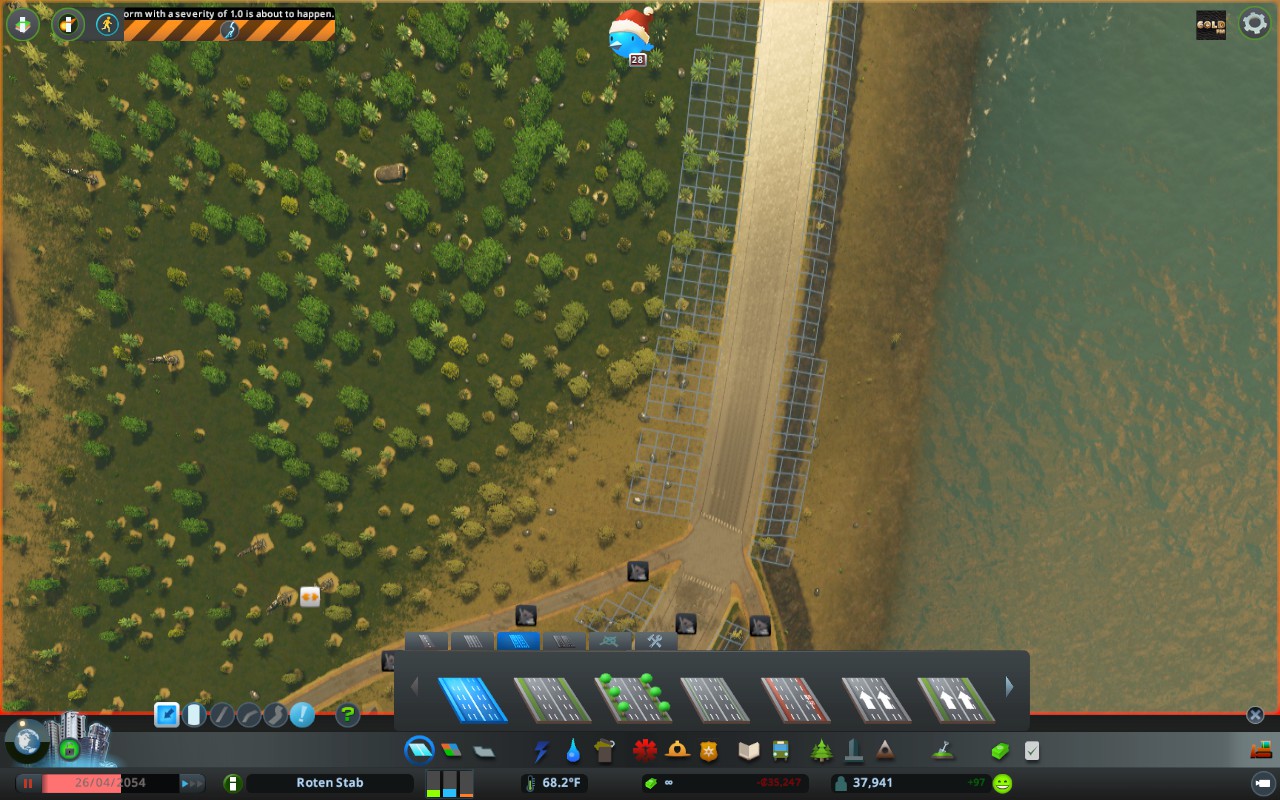 orm with a severity of 1.0 is about to happen.
28
GOLD
FM
?
26/04/2054
Roten Stab
68.2°F
∞
-₡35,247
37,941
+97